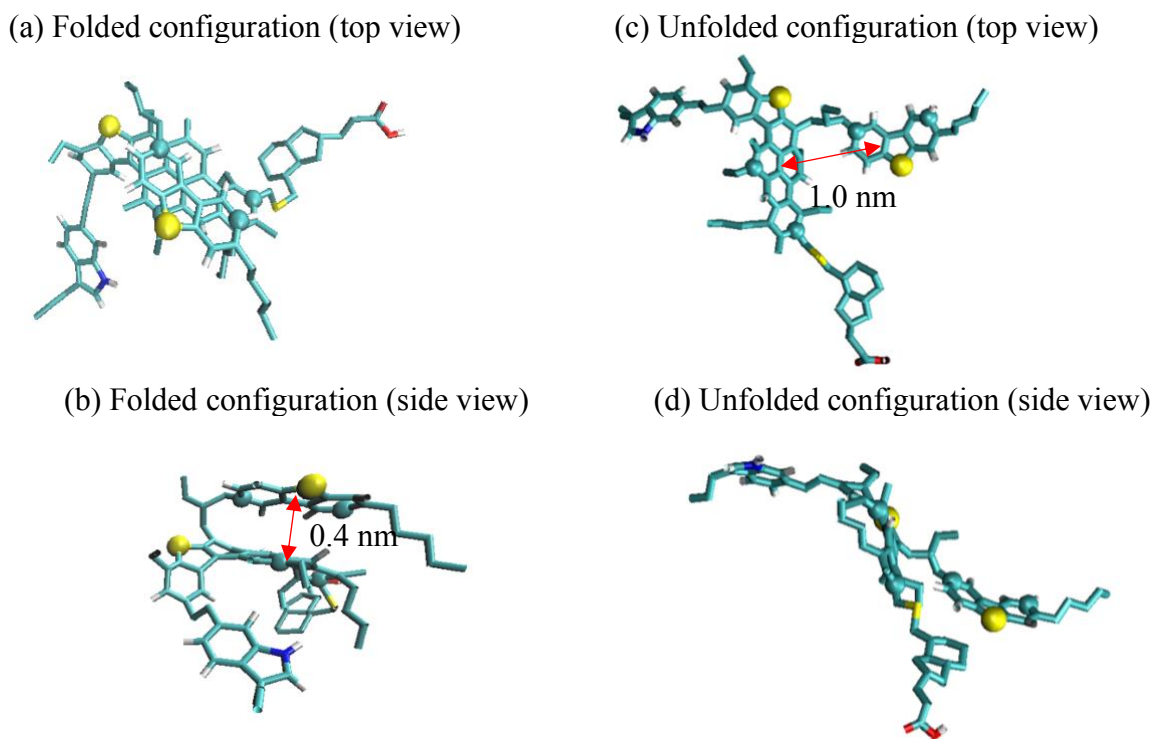 (a) Folded configuration (top view)
(c) Unfolded configuration (top view)
1.0 nm
(b) Folded configuration (side view)
(d) Unfolded configuration (side view)
0.4 nm